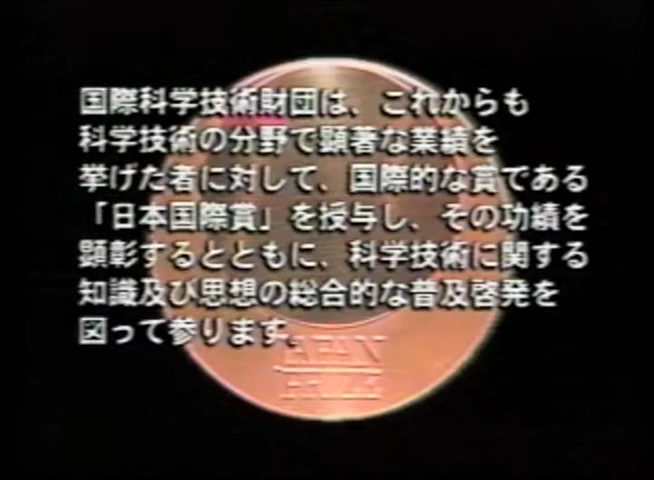 国際科学技術財団は、これからも
科学技術の分野で顕著な業績を
挙げた者に対して、国際的な賞である
「日本国際賞」を授与し、その功績を
顕彰するとともに、科学技術に関する
知識及び思想の総合的な普及啓発を
図って参ります。
JAPAN
PRIZE